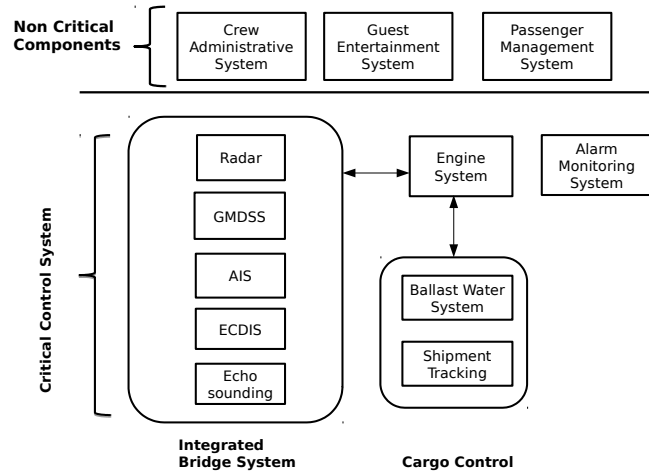 Non Critical
Components
Crew
Administrative
System
Guest
Entertainment
System
Passenger
Management
System
Critical Control System
Radar
GMDSS
AIS
ECDIS
Echo
sounding
Integrated
Bridge System
Engine
System
Alarm
Monitoring
System
Ballast Water
System
Shipment
Tracking
Cargo Control